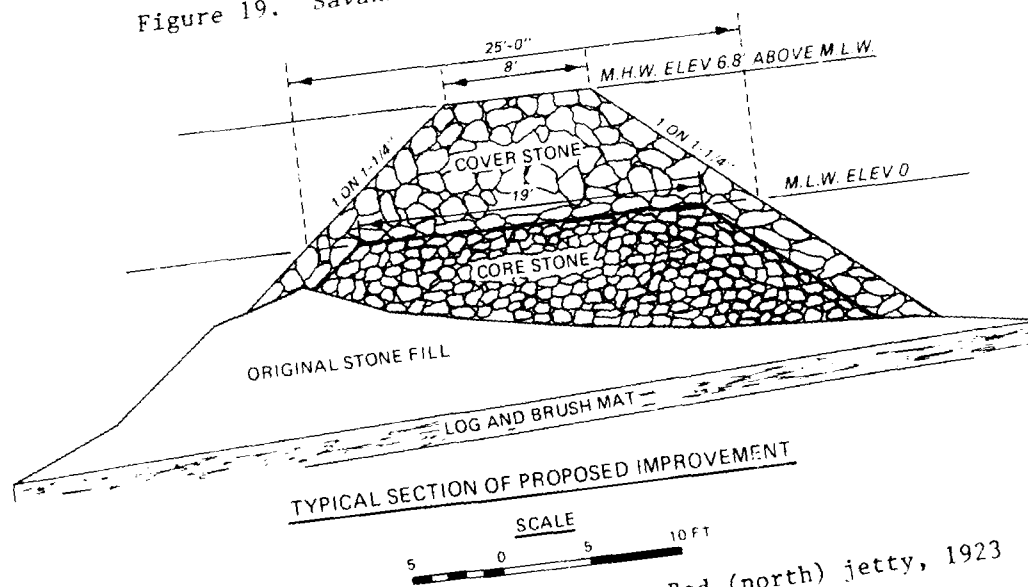 Figure 19.
25'-0"
8'
M.H.W. ELEV 6.8' ABOVE M.L.W.
1 ON 1-1/4"
1 ON 1-1/4"
COVER STONE
19'
M.L.W. ELEV 0
CORE STONE
ORIGINAL STONE FILL
LOG AND BRUSH MAT
TYPICAL SECTION OF PROPOSED IMPROVEMENT
SCALE
5 0 5 10 FT
(north) jetty, 1923